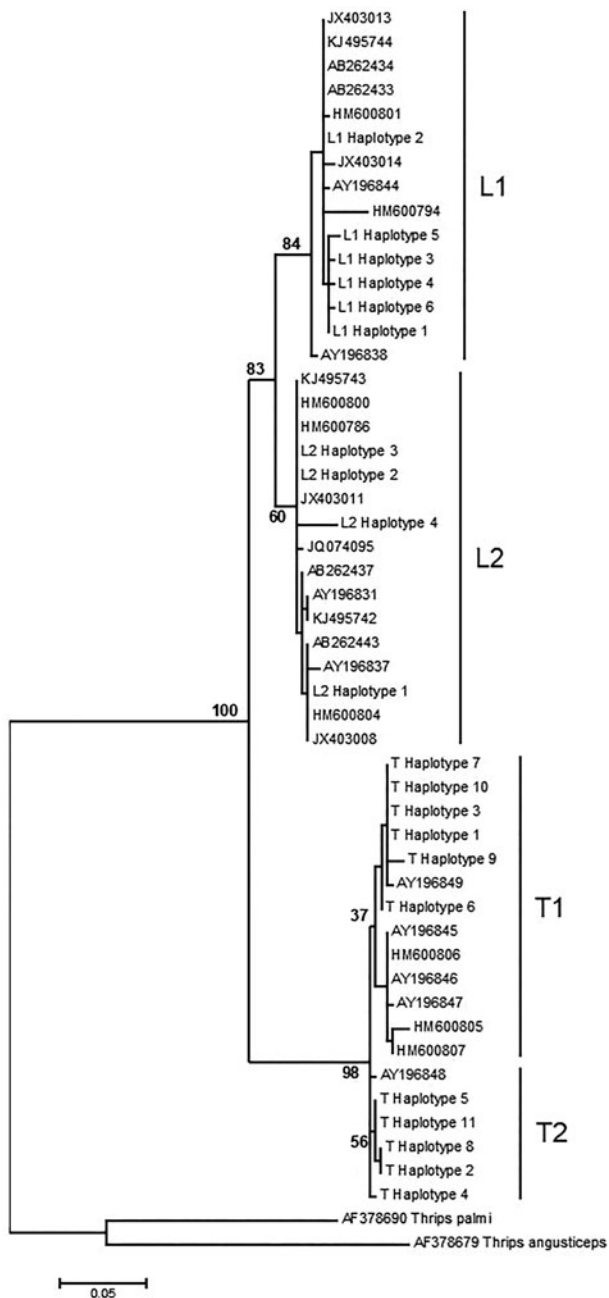 JX403013
KJ495744
AB262434
AB262433
HM600801
L1 Haplotype 2
JX403014
AY196844
HM600794
L1 Haplotype 5
L1 Haplotype 3
L1 Haplotype 4
L1 Haplotype 6
L1 Haplotype 1
AY196838
L1
84
83
KJ495743
HM600800
HM600786
L2 Haplotype 3
L2 Haplotype 2
JX403011
L2 Haplotype 4
JQ074095
AB262437
AY196831
KJ495742
AB262443
AY196837
L2 Haplotype 1
HM600804
JX403008
L2
60
100
T Haplotype 7
T Haplotype 10
T Haplotype 3
T Haplotype 1
T Haplotype 9
AY196849
T Haplotype 6
AY196845
HM600806
AY196846
AY196847
HM600805
HM600807
T1
37
98
AY196848
T Haplotype 5
T Haplotype 11
T Haplotype 8
T Haplotype 2
T Haplotype 4
T2
56
AF378690 Thrips palmi
AF378679 Thrips angusticeps
0.05